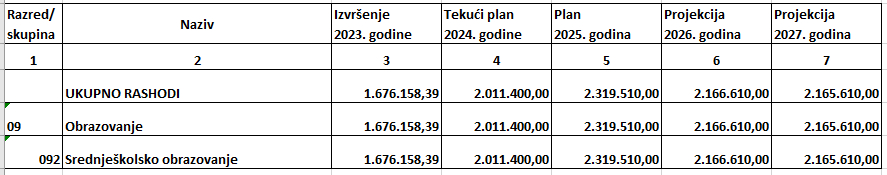 Razred/ skupina Naziv Izvršenje 2023. godine Tekući plan 2024. godine Plan 2025. godina Projekcija 2026. godina Projekcija 2027. godina
1 2 3 4 5 6 7
UKUPNO RASHODI 1.676.158,39 2.011.400,00 2.319.510,00 2.166.610,00 2.165.610,00
09 Obrazovanje 1.676.158,39 2.011.400,00 2.319.510,00 2.166.610,00 2.165.610,00
092 Srednješkolsko obrazovanje 1.676.158,39 2.011.400,00 2.319.510,00 2.166.610,00 2.165.610,00